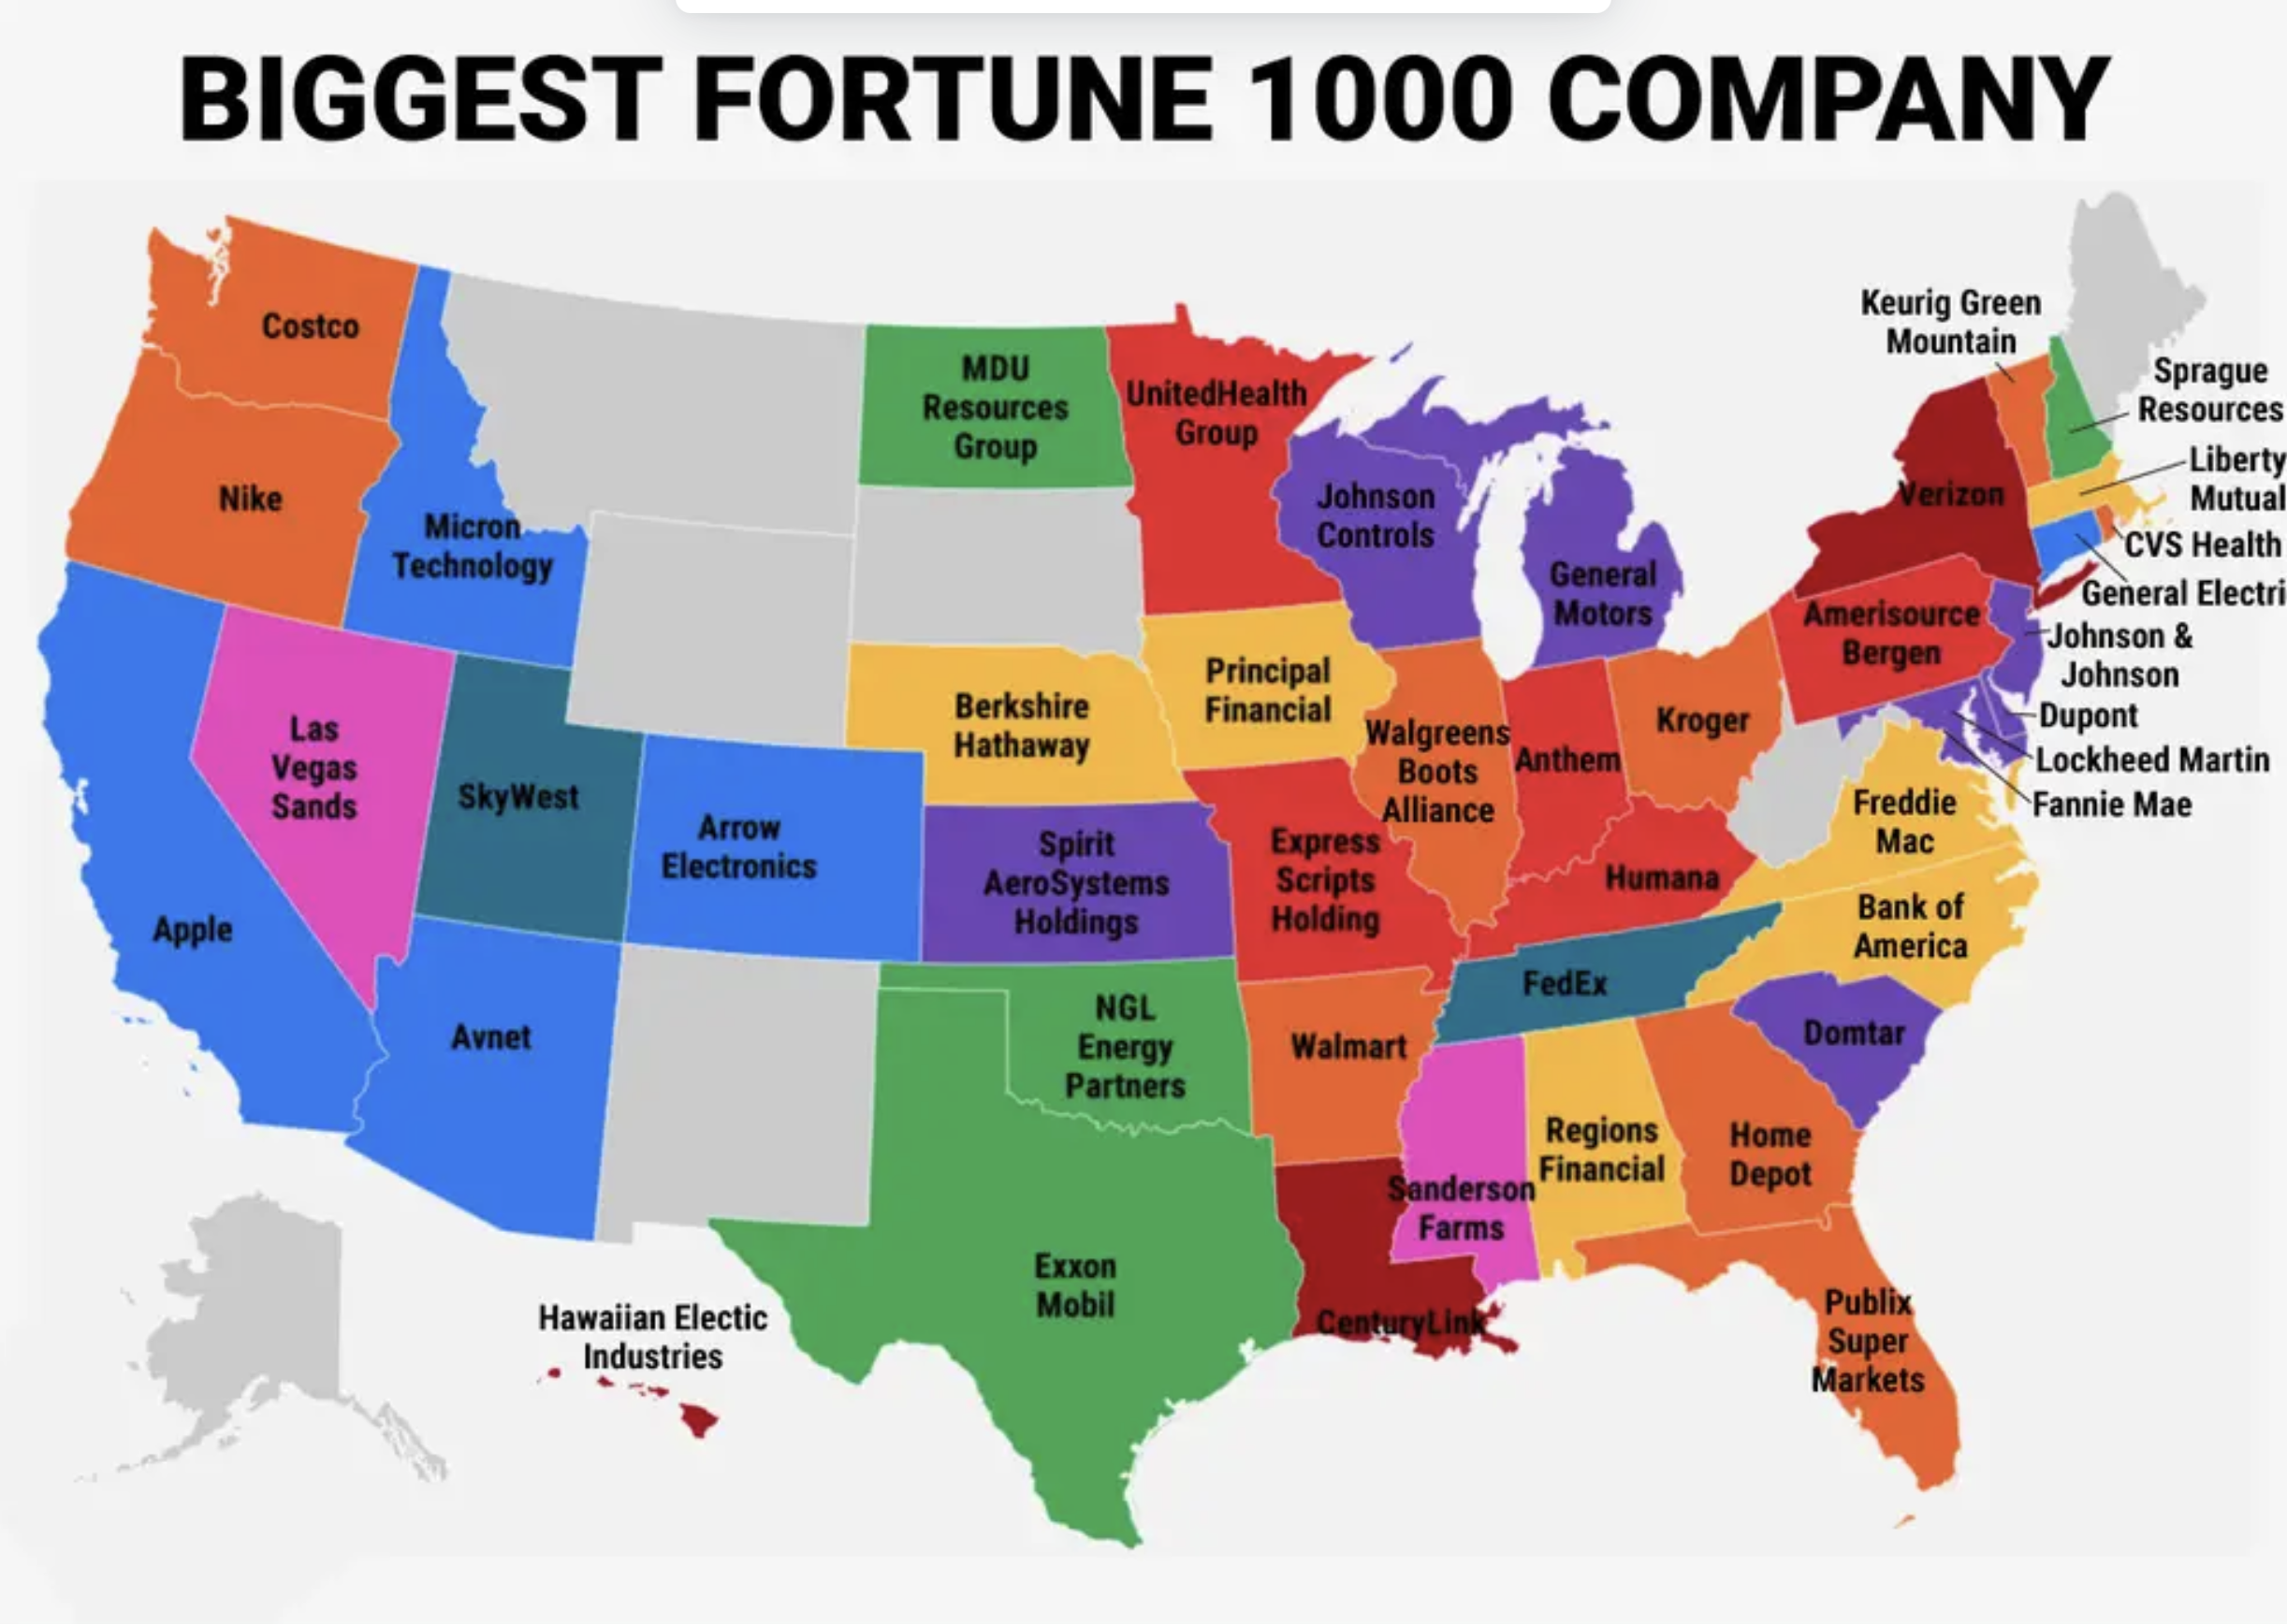 BIGGEST FORTUNE 1000 COMPANY
Keurig Green
Mountain
Costco
MDU
Resources
Group
UnitedHealth
Group
Sprague
Resources
Nike
Micron
Technology
Johnson
Controls
General
Motors
Verizon
Liberty
Mutual
CVS Health
General Electri
Amerisource
Bergen
Johnson &
Johnson
Dupont
Lockheed Martin
Fannie Mae
Las
Vegas
Sands
SkyWest
Berkshire
Hathaway
Principal
Financial
Walgreens
Boots
Alliance
Anthem
Kroger
Freddie
Mac
Apple
Arrow
Electronics
Spirit
AeroSystems
Holdings
Express
Scripts
Holding
Humana
Bank of
America
Avnet
NGL
Energy
Partners
Walmart
FedEx
Domtar
Exxon
Mobil
Sanderson
Farms
Regions
Financial
Home
Depot
Hawaiian Electic
Industries
CenturyLink
Publix
Super
Markets